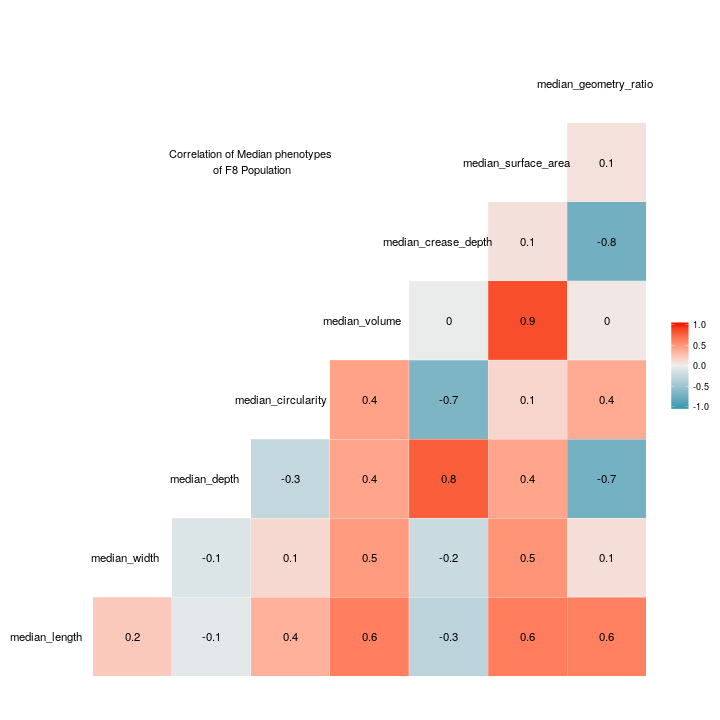 median_geometry_ratio
Correlation of Median phenotypes
of F8 Population
median_surface_area 0.1
median_crease_depth 0.1 -0.8
median_volume 0 0.9 0
1.0
0.5
0.0
-0.5
-1.0
median_circularity 0.4 -0.7 0.1 0.4
median_depth -0.3 0.4 0.8 0.4 -0.7
median_width -0.1 0.1 0.5 -0.2 0.5 0.1
median_length 0.2 -0.1 0.4 0.6 -0.3 0.6 0.6